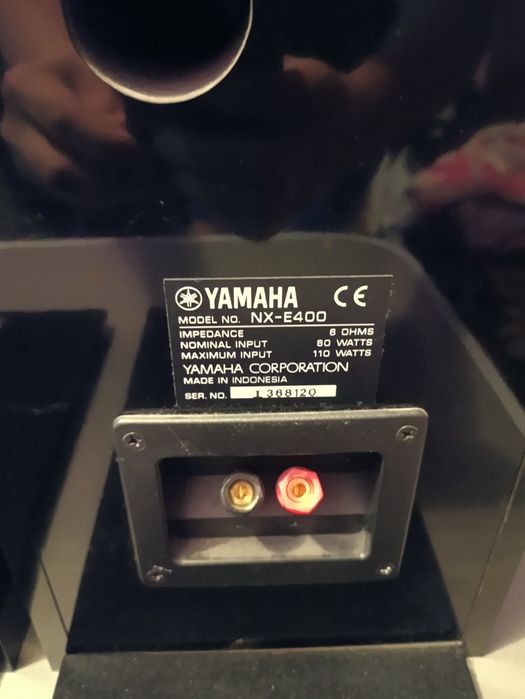 YAMAHA CE
MODEL NO. NX-E400
IMPEDANCE 6 OHMS
NOMINAL INPUT 60 WATTS
MAXIMUM INPUT 110 WATTS
YAMAHA CORPORATION
MADE IN INDONESIA
SER. NO. I 368120